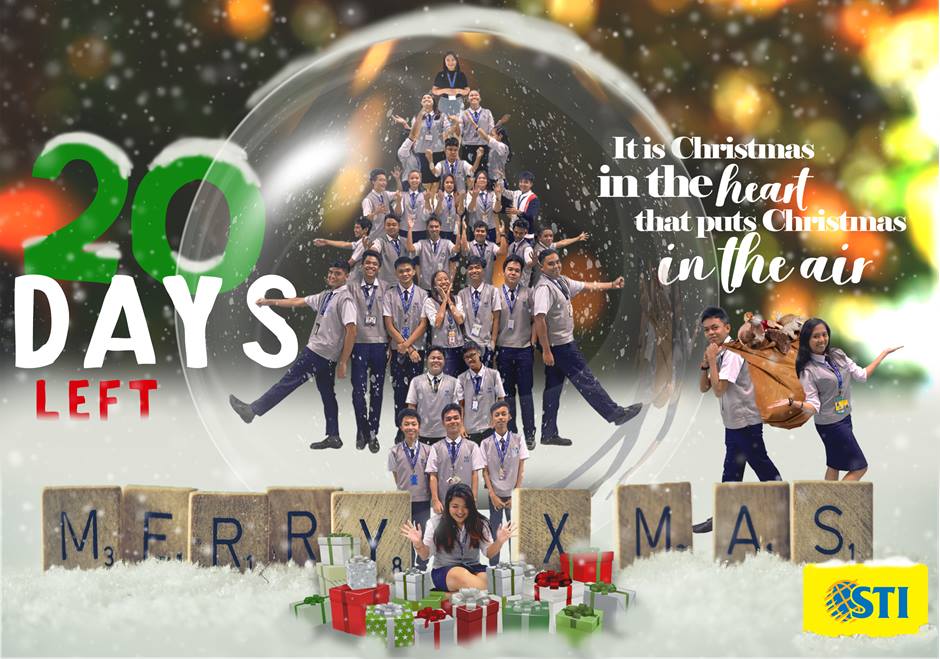 20
DAYS
LEFT
It is Christmas
in the heart
that puts Christmas
in the air
MERRY XMAS
STI